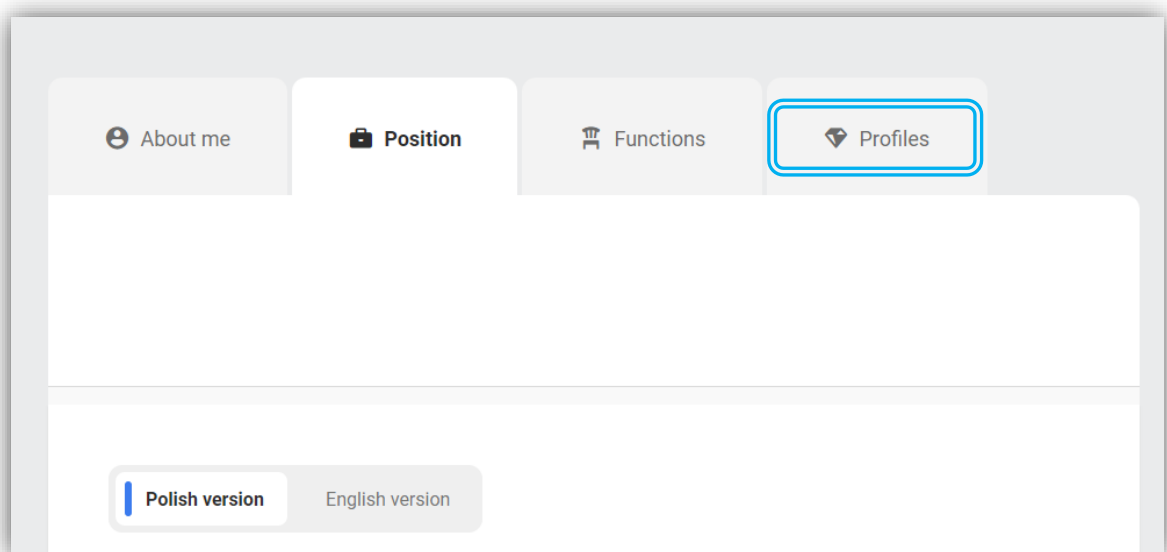 About me
Position
Functions
Profiles
Polish version
English version